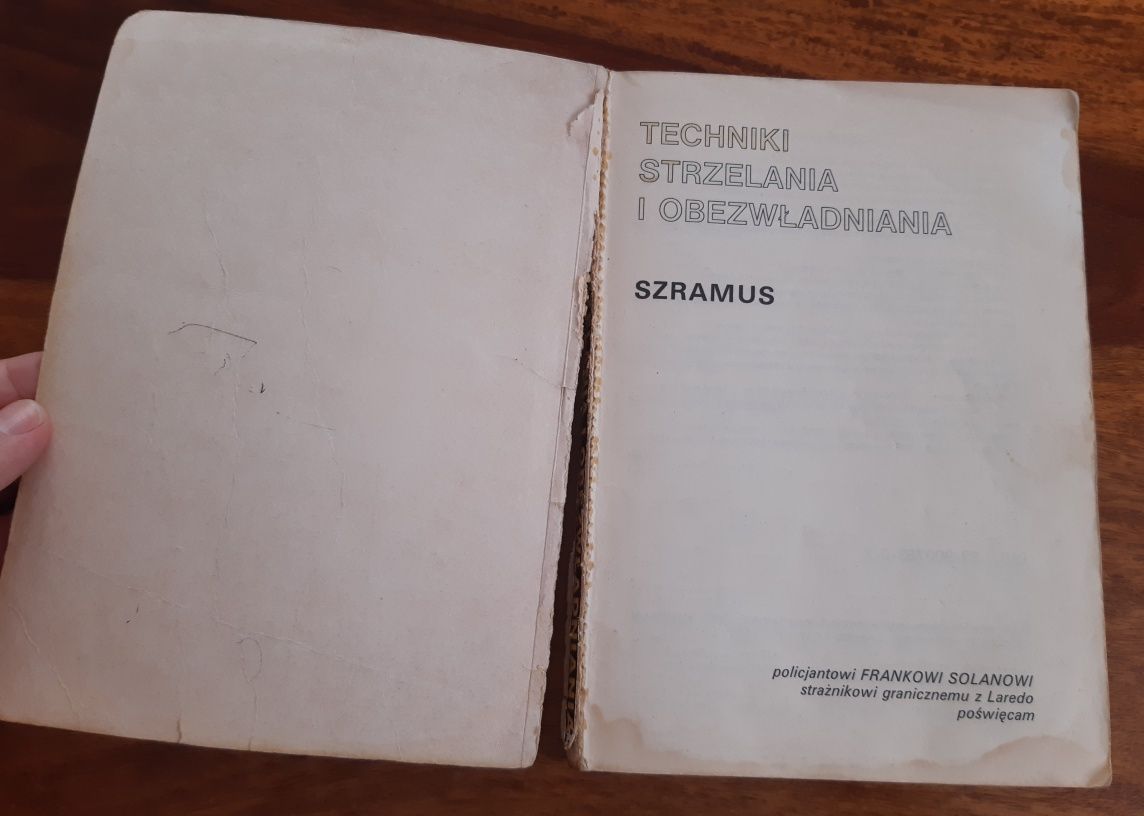 TECHNIKI
STRZELANIA
I OBEZWŁADNIANIA
SZRAMUS
policjantowi FRANKOWI SOLANOWI
strażnikowi granicznemu z Laredo
poświęcam